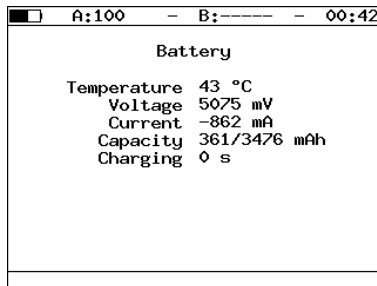 A:100 – B:----- – 00:42
Battery
Temperature 43 °C
Voltage 5075 mV
Current -862 mA
Capacity 361/3476 mAh
Charging 0 s